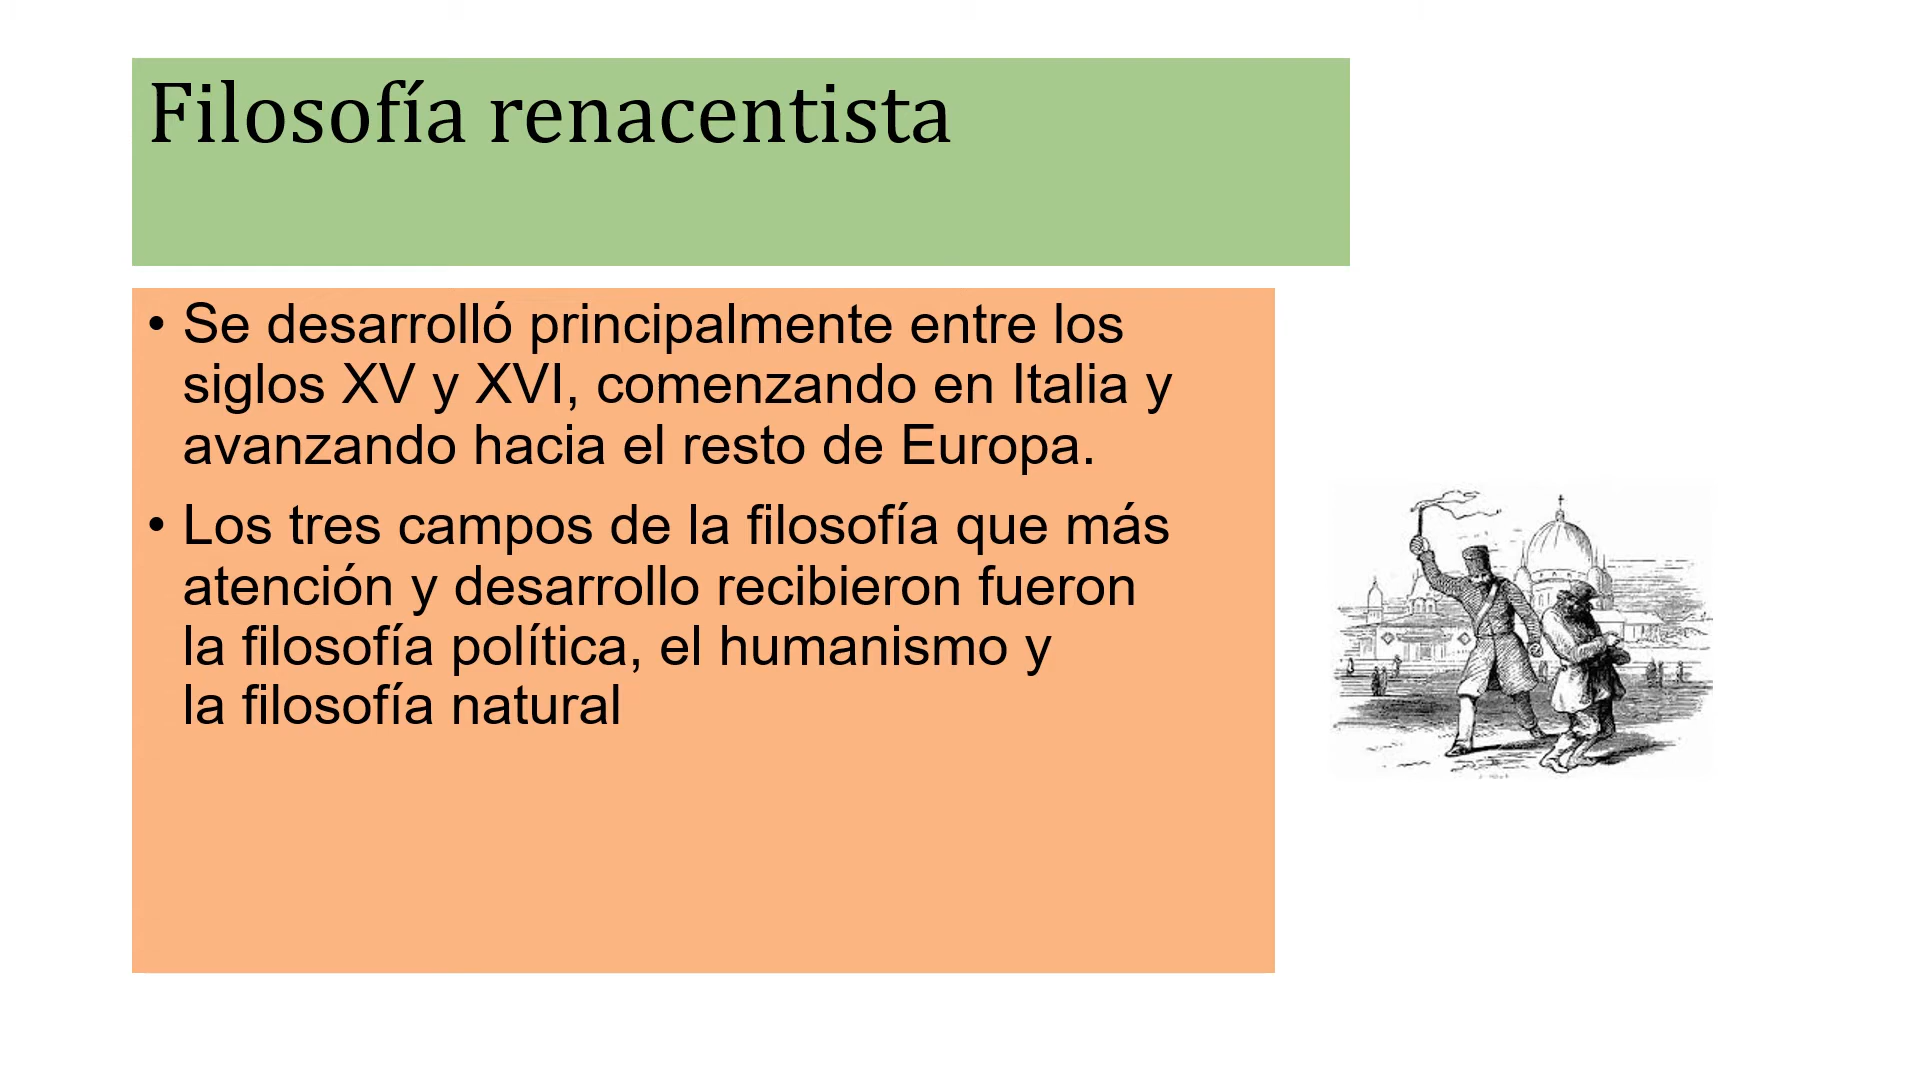 Filosofía renacentista
• Se desarrolló principalmente entre los
siglos XV y XVI, comenzando en Italia y
avanzando hacia el resto de Europa.
• Los tres campos de la filosofía que más
atención y desarrollo recibieron fueron
la filosofía política, el humanismo y
la filosofía natural